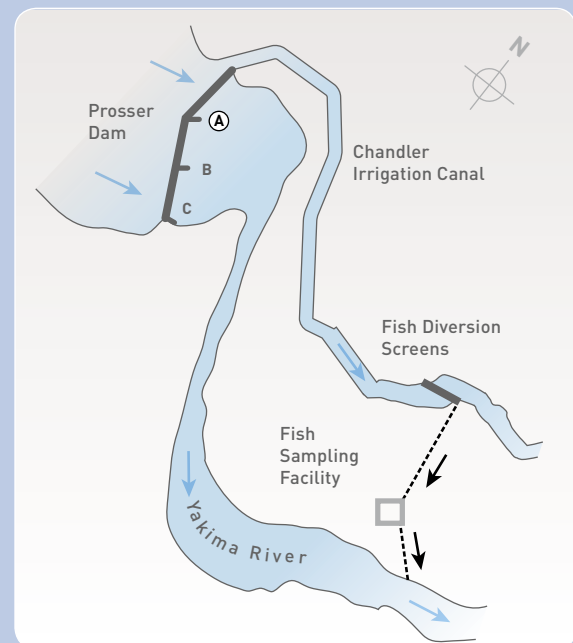 N
Prosser
Dam
A
B
C
Chandler
Irrigation Canal
Fish Diversion
Screens
Fish
Sampling
Facility
Yakima River